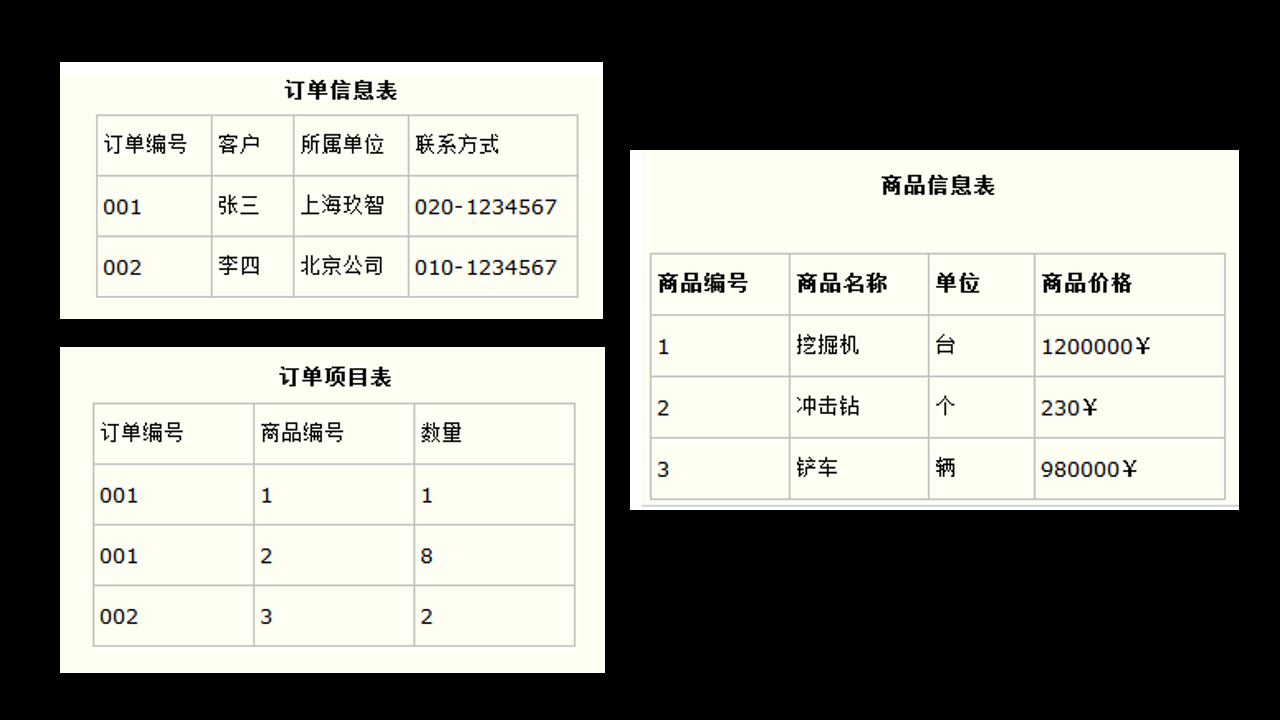 订单信息表
订单编号 客户 所属单位 联系方式
001 张三 上海玖智 020-1234567
002 李四 北京公司 010-1234567
订单项目表
订单编号 商品编号 数量
001 1 1
001 2 8
002 3 2
商品信息表
商品编号 商品名称 单位 商品价格
1 挖掘机 台 1200000￥
2 冲击钻 个 230￥
3 铲车 辆 980000￥